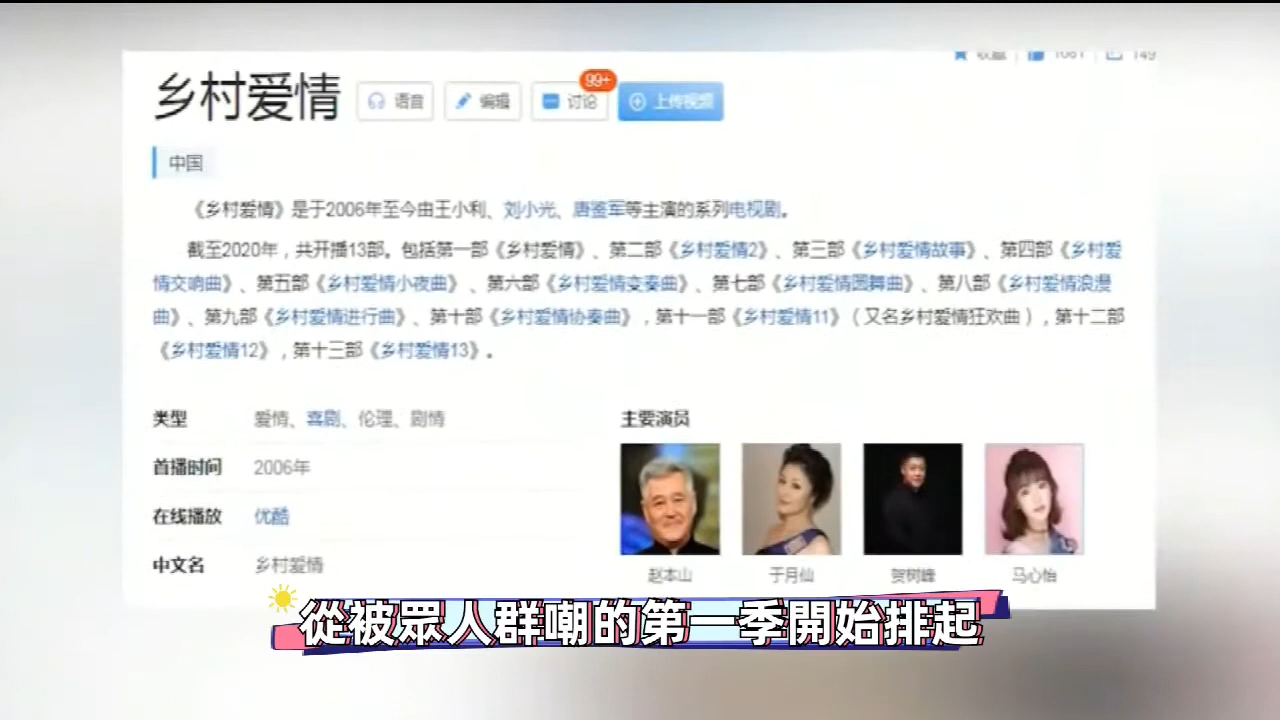 乡村爱情
语音
编辑
讨论
99+
上传视频
中国
《乡村爱情》是于2006年至今由王小利、刘小光、唐鉴军等主演的系列电视剧。
截至2020年，共开播13部。包括第一部《乡村爱情》、第二部《乡村爱情2》、第三部《乡村爱情故事》、第四部《乡村爱
情交响曲》、第五部《乡村爱情小夜曲》、第六部《乡村爱情变奏曲》、第七部《乡村爱情圆舞曲》、第八部《乡村爱情浪漫
曲》、第九部《乡村爱情进行曲》、第十部《乡村爱情协奏曲》，第十一部《乡村爱情11》（又名乡村爱情狂欢曲），第十二部
《乡村爱情12》，第十三部《乡村爱情13》。
类型 爱情、喜剧、伦理、剧情
首播时间 2006年
在线播放 优酷
中文名 乡村爱情
主要演员
赵本山 于月仙 贺树峰 马心怡
從被眾人群嘲的第一季開始排起